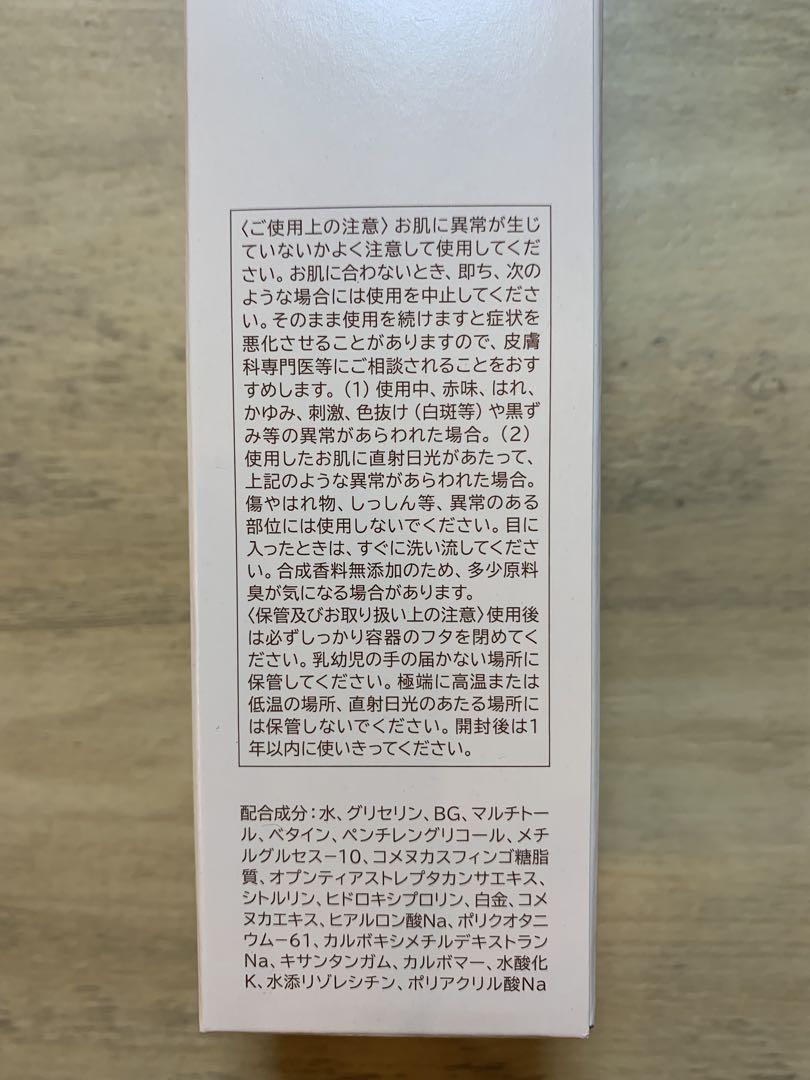 〈ご使用上の注意〉お肌に異常が生じ
ていないかよく注意して使用してくだ
さい。お肌に合わないとき、即ち、次の
ような場合には使用を中止してくださ
い。そのまま使用を続けますと症状を
悪化させることがありますので、皮膚
科専門医等にご相談されることをおす
すめします。(1)使用中、赤味、はれ、
かゆみ、刺激、色抜け(白斑等)や黒ず
み等の異常があらわれた場合。(2)
使用したお肌に直射日光があたって、
上記のような異常があらわれた場合。
傷やはれ物、しっしん等、異常のある
部位には使用しないでください。目に
入ったときは、すぐに洗い流してくださ
い。合成香料無添加のため、多少原料
臭が気になる場合があります。
〈保管及びお取り扱い上の注意〉使用後
は必ずしっかり容器のフタを閉めてく
ださい。乳幼児の手の届かない場所に
保管してください。極端に高温または
低温の場所、直射日光のあたる場所に
は保管しないでください。開封後は1
年以内に使いきってください。
配合成分:水、グリセリン、BG、マルチトー
ル、ベタイン、ペンチレングリコール、メチ
ルグルセス-10、コメヌカスフィンゴ糖脂
質、オプンティアストレプタカンサエキス、
シトルリン、ヒドロキシプロリン、白金、コメ
ヌカエキス、ヒアルロン酸Na、ポリクオタニ
ウム-61、カルボキシメチルデキストラン
Na、キサンタンガム、カルボマー、水酸化
K、水添リゾレシチン、ポリアクリル酸Na